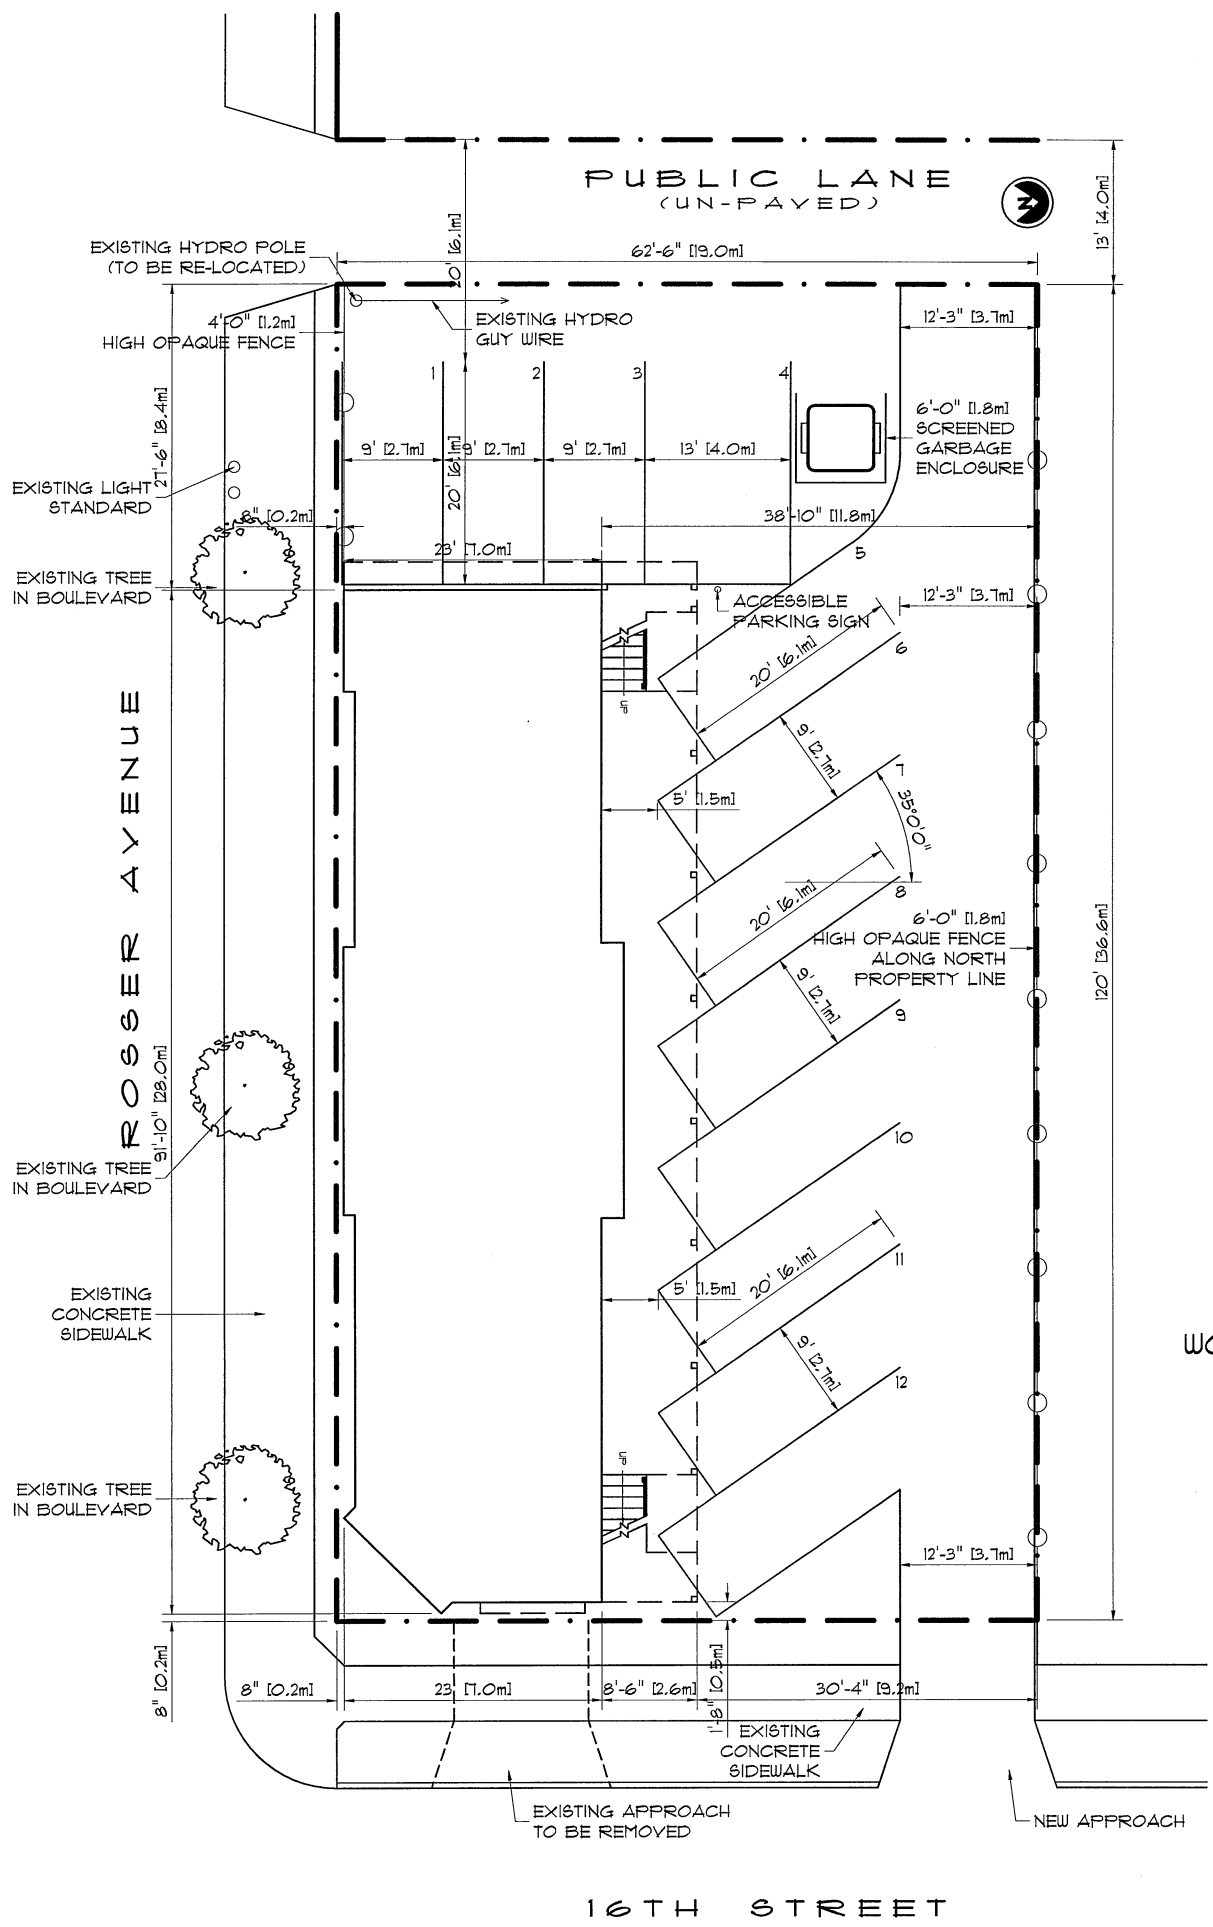 PUBLIC LANE
(UN-PAVED)
N
13' [4.0m]
20' [6.1m]
62'-6" [19.0m]
EXISTING HYDRO POLE
(TO BE RE-LOCATED)
EXISTING HYDRO
GUY WIRE
4'-0" [1.2m]
HIGH OPAQUE FENCE
12'-3" [3.7m]
27'-6" [8.4m]
1
2
3
4
9' [2.7m]
9' [2.7m]
9' [2.7m]
13' [4.0m]
20' [6.1m]
6'-0" [1.8m]
SCREENED
GARBAGE
ENCLOSURE
EXISTING LIGHT
STANDARD
8" [0.2m]
38'-10" [11.8m]
23' [7.0m]
5
EXISTING TREE
IN BOULEVARD
ACCESSIBLE
PARKING SIGN
12'-3" [3.7m]
6
20' [6.1m]
UP
9' [2.7m]
7
5' [1.5m]
35°0'0"
8
20' [6.1m]
6'-0" [1.8m]
HIGH OPAQUE FENCE
ALONG NORTH
PROPERTY LINE
120' [36.6m]
9' [2.7m]
9
ROSSER AVENUE
91'-10" [28.0m]
10
EXISTING TREE
IN BOULEVARD
11
20' [6.1m]
5' [1.5m]
EXISTING
CONCRETE
SIDEWALK
9' [2.7m]
12
WO
UP
EXISTING TREE
IN BOULEVARD
12'-3" [3.7m]
8" [0.2m]
8" [0.2m]
23' [7.0m]
8'-6" [2.6m]
1'-8" [0.5m]
30'-4" [9.2m]
EXISTING
CONCRETE
SIDEWALK
EXISTING APPROACH
TO BE REMOVED
NEW APPROACH
16TH STREET